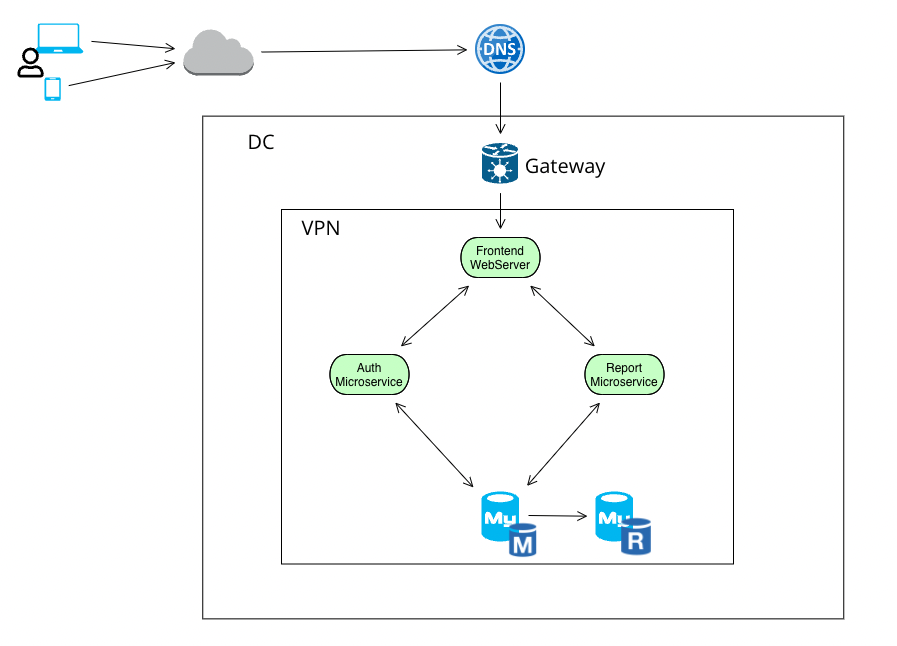 DNS
DC
Gateway
VPN
Frontend
WebServer
Auth
Microservice
Report
Microservice
My
M
My
R